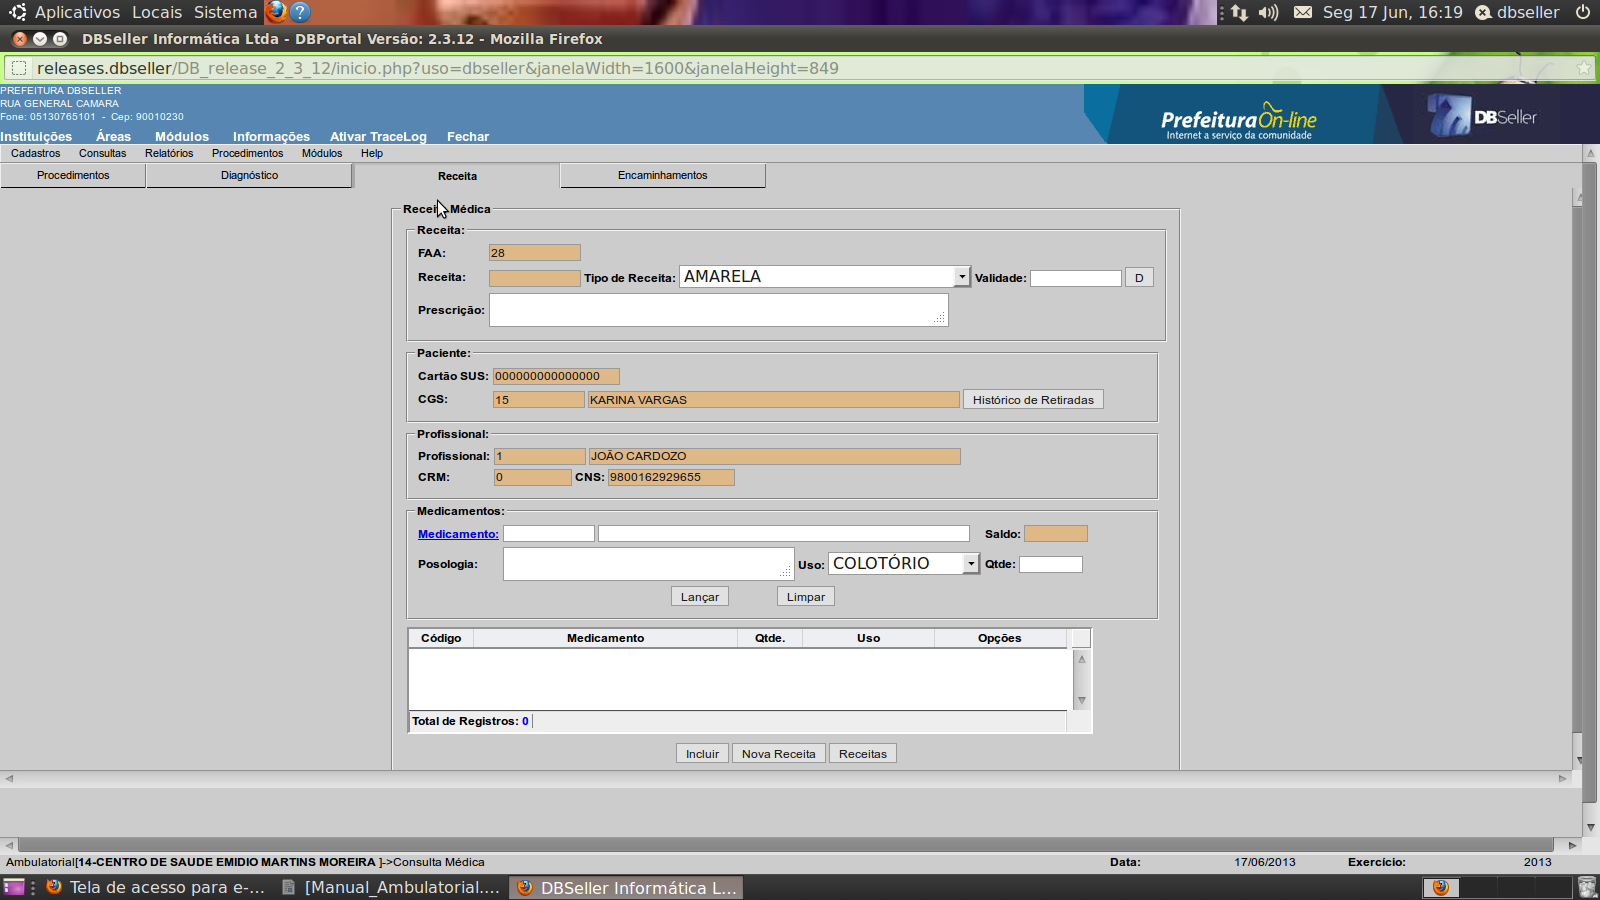 Aplicativos Locais Sistema ? Seg 17 Jun, 16:19 dbseller
DBSeller Informática Ltda - DBPortal Versão: 2.3.12 - Mozilla Firefox
releases.dbseller/DB_release_2_3_12/inicio.php?uso=dbseller&janelaWidth=1600&janelaHeight=849
PREFEITURA DBSELLER
RUA GENERAL CAMARA
Fone: 05130765101 - Cep: 90010230
Prefeitura On-line
Internet a serviço da comunidade
DBSeller
Instituições Áreas Módulos Informações Ativar TraceLog Fechar
Cadastros Consultas Relatórios Procedimentos Módulos Help
Procedimentos Diagnóstico Receita Encaminhamentos
Receita Médica
Receita:
FAA: 28
Receita: Tipo de Receita: AMARELA Validade: D
Prescrição:
Paciente:
Cartão SUS: 000000000000000
CGS: 15 KARINA VARGAS Histórico de Retiradas
Profissional:
Profissional: 1 JOÃO CARDOZO
CRM: 0 CNS: 9800162929655
Medicamentos:
Medicamento: Saldo:
Posologia: Uso: COLOTÓRIO Qtde:
Lançar Limpar
Código Medicamento Qtde. Uso Opções
Total de Registros: 0
Incluir Nova Receita Receitas
Ambulatorial[14-CENTRO DE SAUDE EMIDIO MARTINS MOREIRA ]->Consulta Médica Data: 17/06/2013 Exercício: 2013
Tela de acesso para e-... [Manual_Ambulatorial.... DBSeller Informática L...